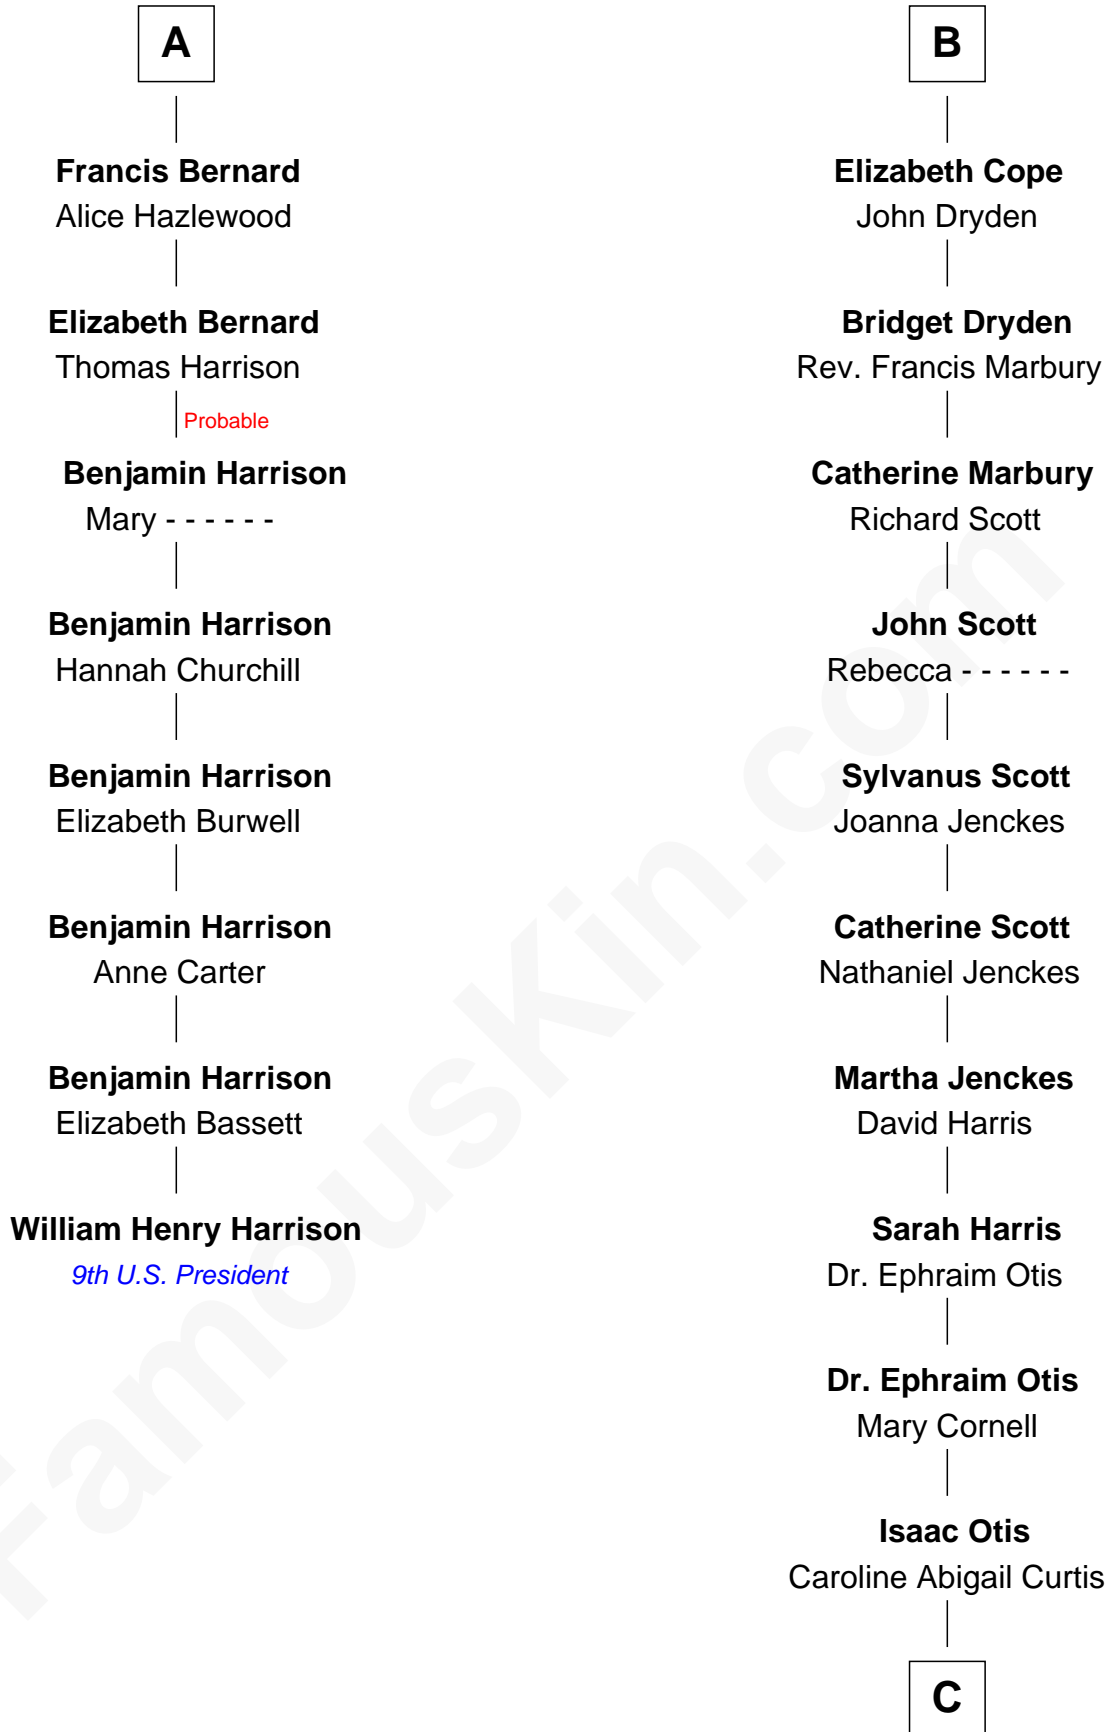 A
Francis Bernard
Alice Hazlewood
Elizabeth Bernard
Thomas Harrison
Probable
Benjamin Harrison
Mary - - - - - -
Benjamin Harrison
Hannah Churchill
Benjamin Harrison
Elizabeth Burwell
Benjamin Harrison
Anne Carter
Benjamin Harrison
Elizabeth Bassett
William Henry Harrison
9th U.S. President
B
Elizabeth Cope
John Dryden
Bridget Dryden
Rev. Francis Marbury
Catherine Marbury
Richard Scott
John Scott
Rebecca - - - - - -
Sylvanus Scott
Joanna Jenckes
Catherine Scott
Nathaniel Jenckes
Martha Jenckes
David Harris
Sarah Harris
Dr. Ephraim Otis
Dr. Ephraim Otis
Mary Cornell
Isaac Otis
Caroline Abigail Curtis
C
FamousKin.com